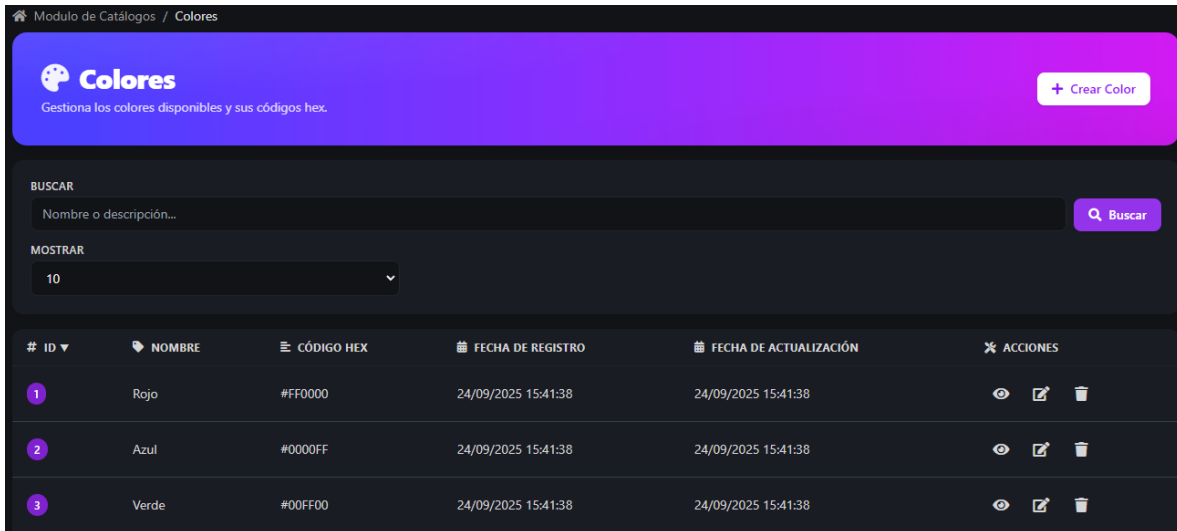 Modulo de Catálogos / Colores
Colores
Gestiona los colores disponibles y sus códigos hex.
+ Crear Color
BUSCAR
Nombre o descripción...
Buscar
MOSTRAR
10
# ID ▼ NOMBRE CÓDIGO HEX FECHA DE REGISTRO FECHA DE ACTUALIZACIÓN ACCIONES
1 Rojo #FF0000 24/09/2025 15:41:38 24/09/2025 15:41:38
2 Azul #0000FF 24/09/2025 15:41:38 24/09/2025 15:41:38
3 Verde #00FF00 24/09/2025 15:41:38 24/09/2025 15:41:38